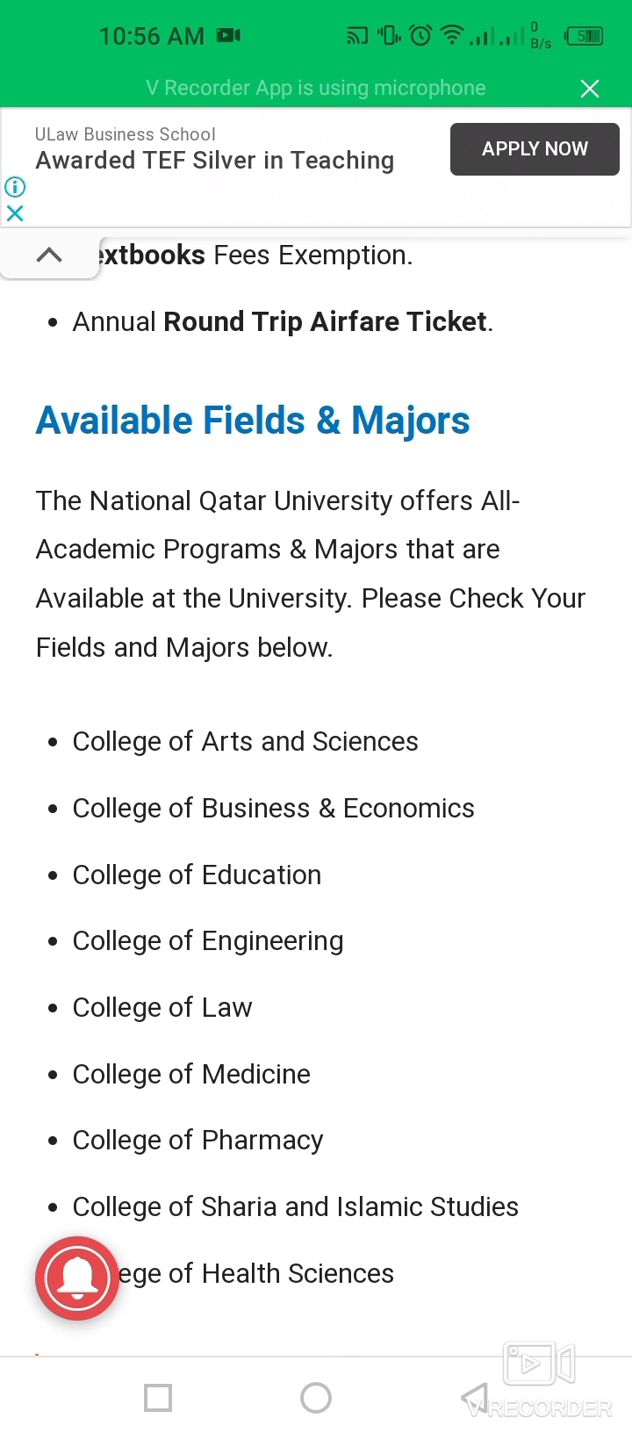 10:56 AM
0
B/s
51
V Recorder App is using microphone
ULaw Business School
Awarded TEF Silver in Teaching
APPLY NOW
extbooks Fees Exemption.
• Annual Round Trip Airfare Ticket.
Available Fields & Majors
The National Qatar University offers All-
Academic Programs & Majors that are
Available at the University. Please Check Your
Fields and Majors below.
• College of Arts and Sciences
• College of Business & Economics
• College of Education
• College of Engineering
• College of Law
• College of Medicine
• College of Pharmacy
• College of Sharia and Islamic Studies
ege of Health Sciences
V RECORDER